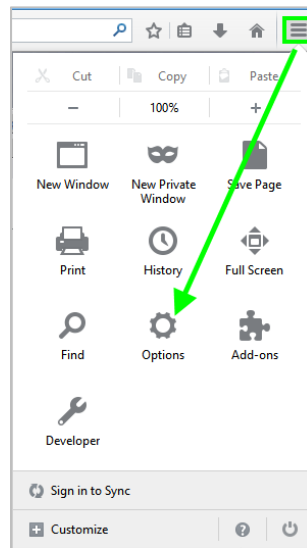 Cut Copy Paste
− 100% +
New Window New Private Window Save Page
Print History Full Screen
Find Options Add-ons
Developer
Sign in to Sync
Customize